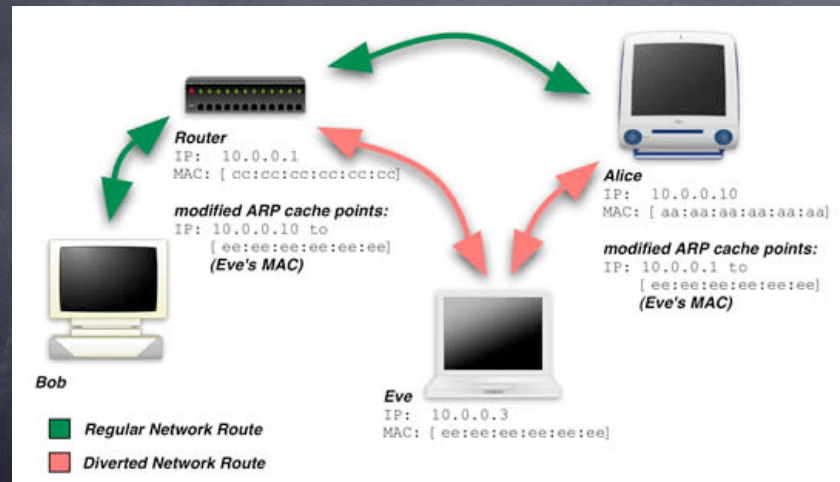 Router
IP: 10.0.0.1
MAC: [ cc:cc:cc:cc:cc:cc]
modified ARP cache points:
IP: 10.0.0.10 to
[ ee:ee:ee:ee:ee:ee]
(Eve's MAC)
Alice
IP: 10.0.0.10
MAC: [ aa:aa:aa:aa:aa:aa]
modified ARP cache points:
IP: 10.0.0.1 to
[ ee:ee:ee:ee:ee:ee]
(Eve's MAC)
Bob
Eve
IP: 10.0.0.3
MAC: [ ee:ee:ee:ee:ee:ee]
Regular Network Route
Diverted Network Route